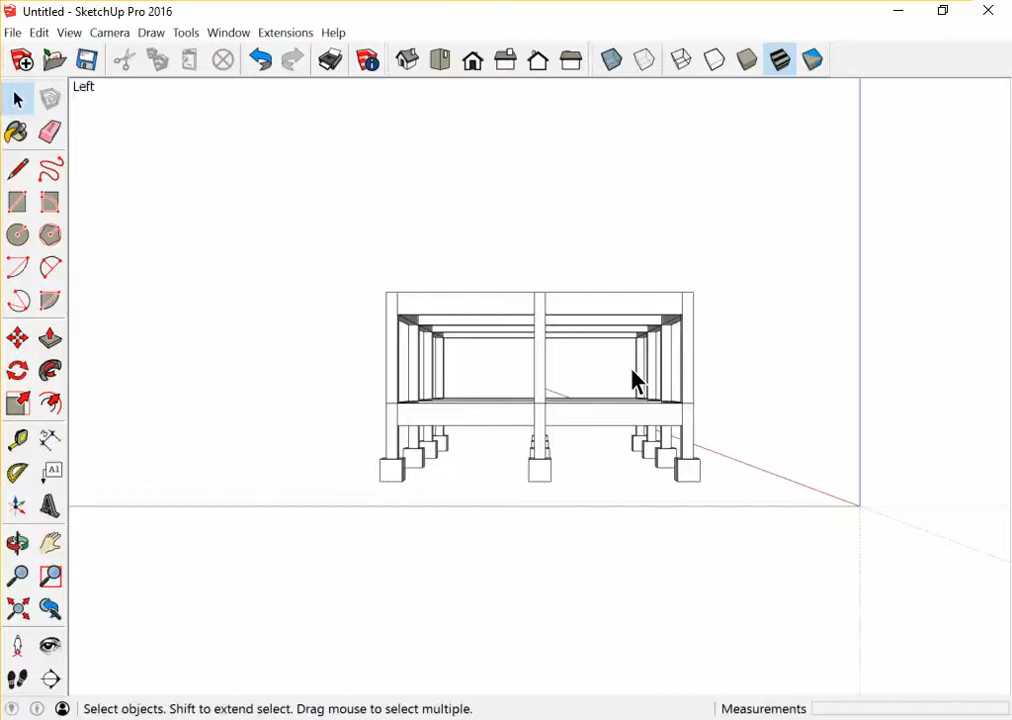 Untitled - SketchUp Pro 2016
File Edit View Camera Draw Tools Window Extensions Help
Left
A1
A
Select objects. Shift to extend select. Drag mouse to select multiple.
Measurements